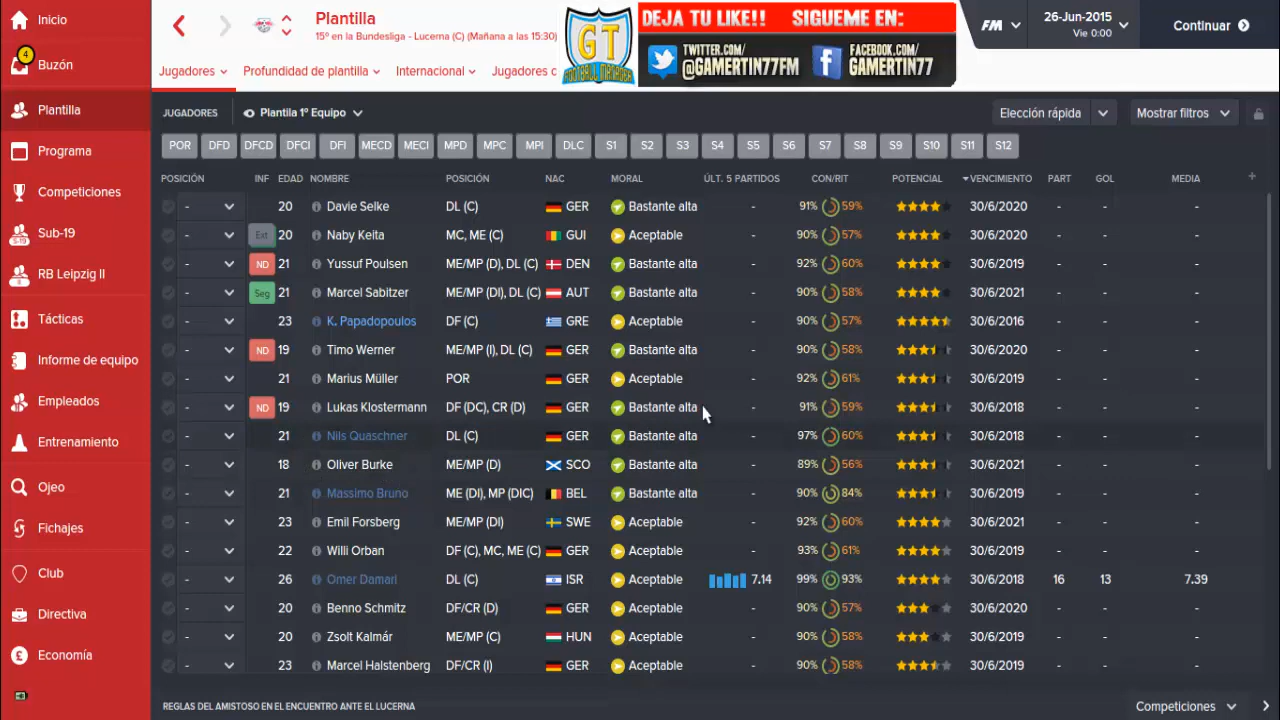 Inicio
4
Buzón
Plantilla
Programa
Competiciones
Sub-19
RB Leipzig II
Tácticas
Informe de equipo
Empleados
Entrenamiento
Ojeo
Fichajes
Club
Directiva
Economía
Plantilla
15º en la Bundesliga - Lucerna (C) (Mañana a las 15:30)
GT
FOOTBALL MANAGER
DEJA TU LIKE!! SIGUEME EN:
TWITTER.COM/
@GAMERTIN77FM
FACEBOOK.COM/
GAMERTIN77
FM
26-Jun-2015
Vie 0:00
Continuar
Jugadores Profundidad de plantilla Internacional Jugadores c
JUGADORES Plantila 1º Equipo Elección rápida Mostrar filtros
POR DFD DFCD DFCI DFI MECD MECI MPD MPC MPI DLC S1 S2 S3 S4 S5 S6 S7 S8 S9 S10 S11 S12
POSICIÓN INF EDAD NOMBRE POSICIÓN NAC MORAL ÚLT. 5 PARTIDOS CON/RIT POTENCIAL VENCIMIENTO PART GOL MEDIA +
- 20 Davie Selke DL (C) GER Bastante alta - 91% 59% 30/6/2020 - - -
- Ext 20 Naby Keita MC, ME (C) GUI Aceptable - 90% 57% 30/6/2020 - - -
- ND 21 Yussuf Poulsen ME/MP (D), DL (C) DEN Bastante alta - 92% 60% 30/6/2019 - - -
- Seg 21 Marcel Sabitzer ME/MP (DI), DL (C) AUT Bastante alta - 90% 58% 30/6/2021 - - -
- 23 K. Papadopoulos DF (C) GRE Aceptable - 90% 57% 30/6/2016 - - -
- ND 19 Timo Werner ME/MP (I), DL (C) GER Bastante alta - 90% 58% 30/6/2020 - - -
- 21 Marius Müller POR GER Aceptable - 92% 61% 30/6/2019 - - -
- ND 19 Lukas Klostermann DF (DC), CR (D) GER Bastante alta - 91% 59% 30/6/2018 - - -
- 21 Nils Quaschner DL (C) GER Bastante alta - 97% 60% 30/6/2018 - - -
- 18 Oliver Burke ME/MP (D) SCO Bastante alta - 89% 56% 30/6/2021 - - -
- 21 Massimo Bruno ME (DI), MP (DIC) BEL Bastante alta - 90% 84% 30/6/2019 - - -
- 23 Emil Forsberg ME/MP (DI) SWE Aceptable - 92% 60% 30/6/2021 - - -
- 22 Willi Orban DF (C), MC, ME (C) GER Aceptable - 93% 61% 30/6/2019 - - -
- 26 Omer Damari DL (C) ISR Aceptable 7.14 99% 93% 30/6/2018 16 13 7.39
- 20 Benno Schmitz DF/CR (D) GER Aceptable - 90% 57% 30/6/2020 - - -
- 20 Zsolt Kalmár ME/MP (C) HUN Aceptable - 90% 58% 30/6/2019 - - -
- 23 Marcel Halstenberg DF/CR (I) GER Aceptable - 90% 58% 30/6/2019 - - -
REGLAS DEL AMISTOSO EN EL ENCUENTRO ANTE EL LUCERNA Competiciones